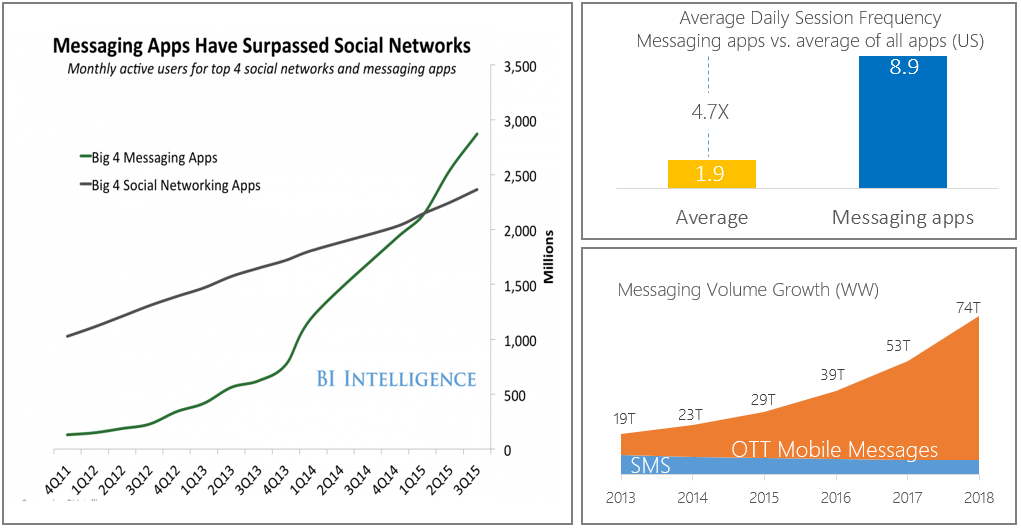 Messaging Apps Have Surpassed Social Networks
Monthly active users for top 4 social networks and messaging apps
3,500
3,000
2,500
2,000
1,500
1,000
500
0
Millions
Big 4 Messaging Apps
Big 4 Social Networking Apps
BI INTELLIGENCE
4Q11 1Q12 2Q12 3Q12 4Q12 1Q13 2Q13 3Q13 4Q13 1Q14 2Q14 3Q14 4Q14 1Q15 2Q15 3Q15
Average Daily Session Frequency
Messaging apps vs. average of all apps (US)
8.9
4.7X
1.9
Average Messaging apps
Messaging Volume Growth (WW)
74T
53T
39T
29T
23T
19T
OTT Mobile Messages
SMS
2013 2014 2015 2016 2017 2018